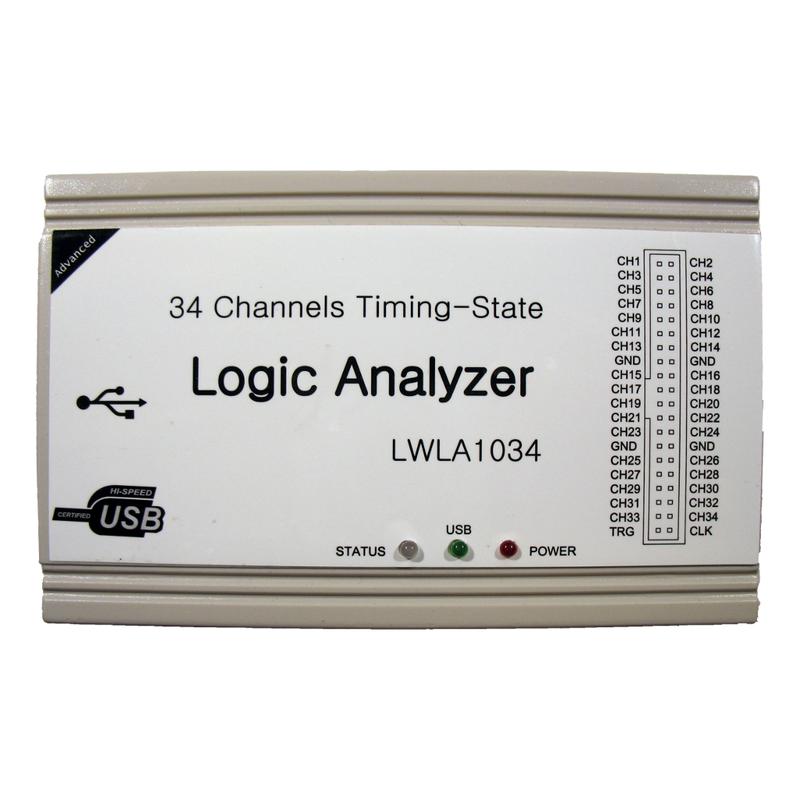 Advanced
34 Channels Timing-State
Logic Analyzer
LWLA1034
HI-SPEED
CERTIFIED USB
STATUS
USB
POWER
CH1 CH2
CH3 CH4
CH5 CH6
CH7 CH8
CH9 CH10
CH11 CH12
CH13 CH14
GND GND
CH15 CH16
CH17 CH18
CH19 CH20
CH21 CH22
CH23 CH24
GND GND
CH25 CH26
CH27 CH28
CH29 CH30
CH31 CH32
CH33 CH34
TRG CLK